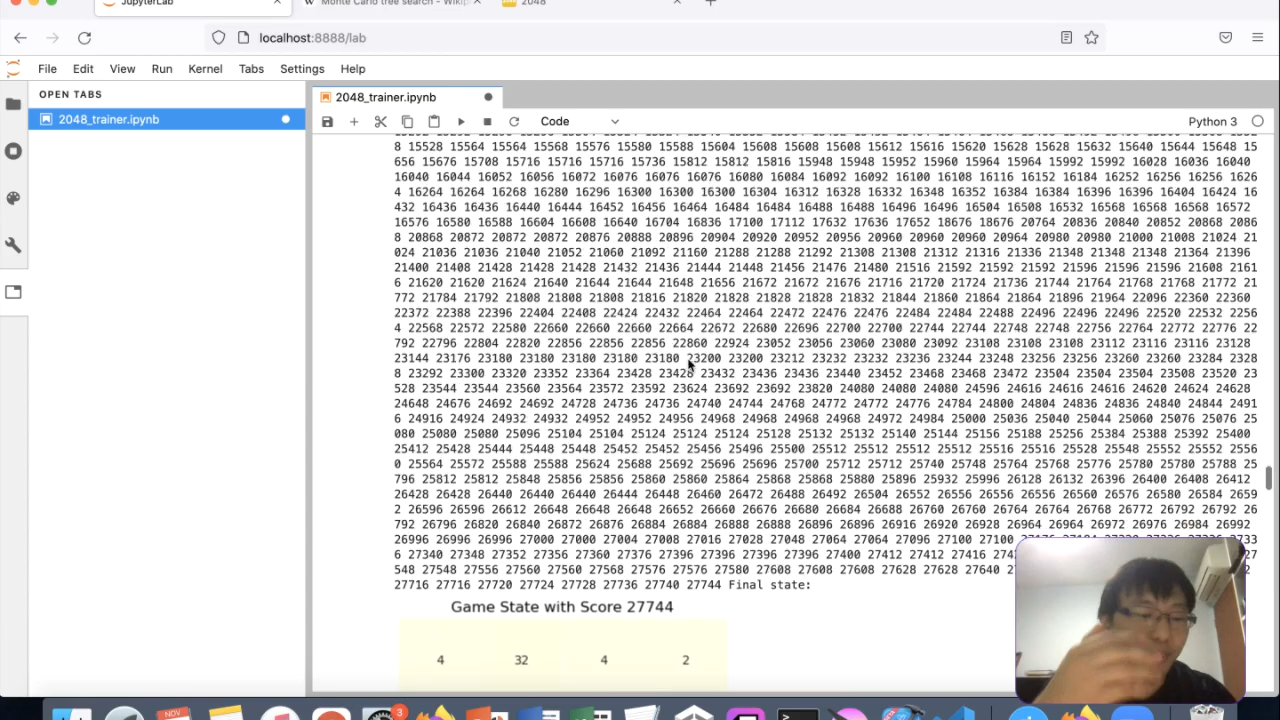 JupyterLab
Monte Carlo tree search - Wikip
2048
localhost:8888/lab
File Edit View Run Kernel Tabs Settings Help
OPEN TABS
2048_trainer.ipynb
2048_trainer.ipynb
Code
Python 3
8 15528 15564 15564 15568 15576 15580 15588 15604 15608 15608 15608 15612 15616 15620 15628 15628 15632 15640 15644 15648 15
656 15676 15708 15716 15716 15716 15736 15812 15812 15816 15948 15948 15952 15960 15964 15964 15992 15992 16028 16036 16040
16040 16044 16052 16056 16072 16076 16076 16076 16080 16084 16092 16092 16100 16108 16116 16152 16184 16252 16256 16256 1626
4 16264 16264 16268 16280 16296 16300 16300 16300 16304 16312 16328 16332 16348 16352 16384 16384 16396 16396 16404 16424 16
432 16436 16436 16440 16444 16452 16456 16464 16484 16484 16488 16488 16496 16496 16504 16508 16532 16568 16568 16568 16572
16576 16580 16588 16604 16608 16640 16704 16836 17100 17112 17632 17636 17652 18676 18676 20764 20836 20840 20852 20868 2086
8 20868 20872 20872 20872 20876 20888 20896 20904 20920 20952 20956 20960 20960 20960 20964 20980 20980 21000 21008 21024 21
024 21036 21036 21040 21052 21060 21092 21160 21288 21288 21292 21308 21308 21312 21316 21336 21348 21348 21348 21364 21396
21400 21408 21428 21428 21428 21432 21436 21444 21448 21456 21476 21480 21516 21592 21592 21592 21596 21596 21596 21608 2161
6 21620 21620 21624 21640 21644 21644 21648 21656 21672 21672 21676 21716 21720 21724 21736 21744 21764 21768 21768 21772 21
772 21784 21792 21808 21808 21808 21816 21820 21828 21828 21828 21832 21844 21860 21864 21864 21896 21964 22096 22360 22360
22372 22388 22396 22404 22408 22424 22432 22464 22464 22472 22476 22476 22484 22484 22488 22496 22496 22496 22520 22532 2256
4 22568 22572 22580 22660 22660 22660 22664 22672 22680 22696 22700 22700 22744 22744 22748 22748 22756 22764 22772 22776 22
792 22796 22804 22820 22856 22856 22856 22860 22924 23052 23056 23060 23080 23092 23108 23108 23108 23112 23116 23116 23128
23144 23176 23180 23180 23180 23180 23180 23200 23200 23212 23232 23232 23236 23244 23248 23256 23256 23260 23260 23284 2328
8 23292 23300 23320 23352 23364 23428 23428 23432 23436 23436 23440 23452 23468 23468 23472 23504 23504 23504 23508 23520 23
528 23544 23544 23560 23564 23572 23592 23624 23692 23692 23820 24080 24080 24080 24596 24616 24616 24616 24620 24624 24628
24648 24676 24692 24692 24728 24736 24736 24740 24744 24768 24772 24772 24776 24784 24800 24804 24836 24836 24840 24844 2491
6 24916 24924 24932 24932 24952 24952 24956 24968 24968 24968 24968 24972 24984 25000 25036 25040 25044 25060 25076 25076 25
080 25080 25080 25096 25104 25104 25124 25124 25124 25128 25132 25132 25140 25144 25156 25188 25256 25384 25388 25392 25400
25412 25428 25444 25448 25448 25452 25452 25456 25496 25500 25512 25512 25512 25512 25516 25516 25528 25548 25552 25552 2556
0 25564 25572 25588 25588 25624 25688 25692 25696 25696 25700 25712 25712 25740 25748 25764 25768 25776 25780 25780 25788 25
796 25812 25812 25848 25856 25856 25860 25860 25864 25868 25868 25880 25896 25932 25996 26128 26132 26396 26400 26408 26412
26428 26428 26440 26440 26440 26444 26448 26460 26472 26488 26492 26504 26552 26556 26556 26556 26560 26576 26580 26584 2659
2 26596 26596 26612 26648 26648 26648 26652 26660 26676 26680 26684 26688 26760 26760 26764 26764 26768 26772 26792 26792 26
792 26796 26820 26840 26872 26876 26884 26884 26888 26888 26896 26896 26916 26920 26928 26964 26964 26972 26976 26984 26992
26996 26996 26996 27000 27000 27004 27008 27016 27028 27048 27064 27064 27096 27100 27100
6 27340 27348 27352 27356 27360 27376 27396 27396 27396 27396 27400 27412 27412 27416
548 27548 27556 27560 27560 27568 27576 27576 27580 27608 27608 27608 27628 27628 27640
27716 27716 27720 27724 27728 27736 27740 27744 Final state:
Game State with Score 27744
4 32 4 2
NOV
3